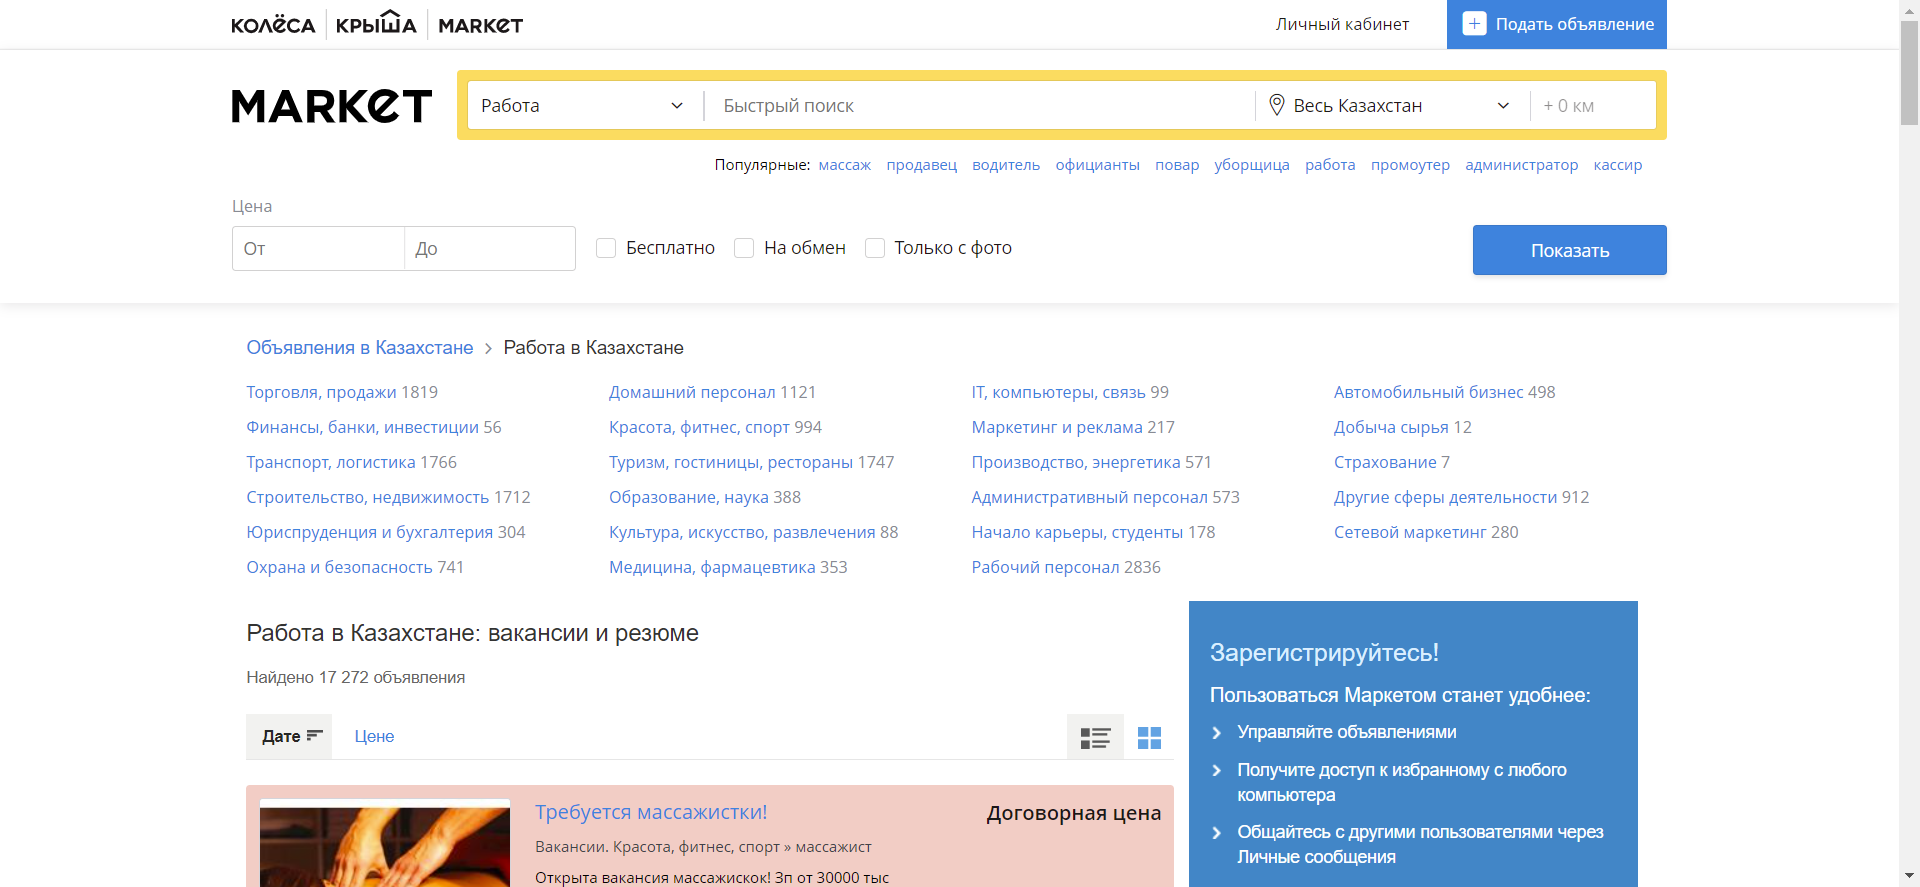 КОЛЁСА КРЫША MARKET
Личный кабинет
Подать объявление
MARKET
Работа
Быстрый поиск
Весь Казахстан
+ 0 км
Популярные: массаж продавец водитель официанты повар уборщица работа промоутер администратор кассир
Цена
От
До
Бесплатно
На обмен
Только с фото
Показать
Объявления в Казахстане > Работа в Казахстане
Торговля, продажи 1819
Финансы, банки, инвестиции 56
Транспорт, логистика 1766
Строительство, недвижимость 1712
Юриспруденция и бухгалтерия 304
Охрана и безопасность 741
Домашний персонал 1121
Красота, фитнес, спорт 994
Туризм, гостиницы, рестораны 1747
Образование, наука 388
Культура, искусство, развлечения 88
Медицина, фармацевтика 353
IT, компьютеры, связь 99
Маркетинг и реклама 217
Производство, энергетика 571
Административный персонал 573
Начало карьеры, студенты 178
Рабочий персонал 2836
Автомобильный бизнес 498
Добыча сырья 12
Страхование 7
Другие сферы деятельности 912
Сетевой маркетинг 280
Работа в Казахстане: вакансии и резюме
Найдено 17 272 объявления
Дате
Цене
Требуется массажистки!
Договорная цена
Вакансии. Красота, фитнес, спорт » массажист
Открыта вакансия массажискок! Зп от 30000 тыс
Зарегистрируйтесь!
Пользоваться Маркетом станет удобнее:
Управляйте объявлениями
Получите доступ к избранному с любого
компьютера
Общайтесь с другими пользователями через
Личные сообщения